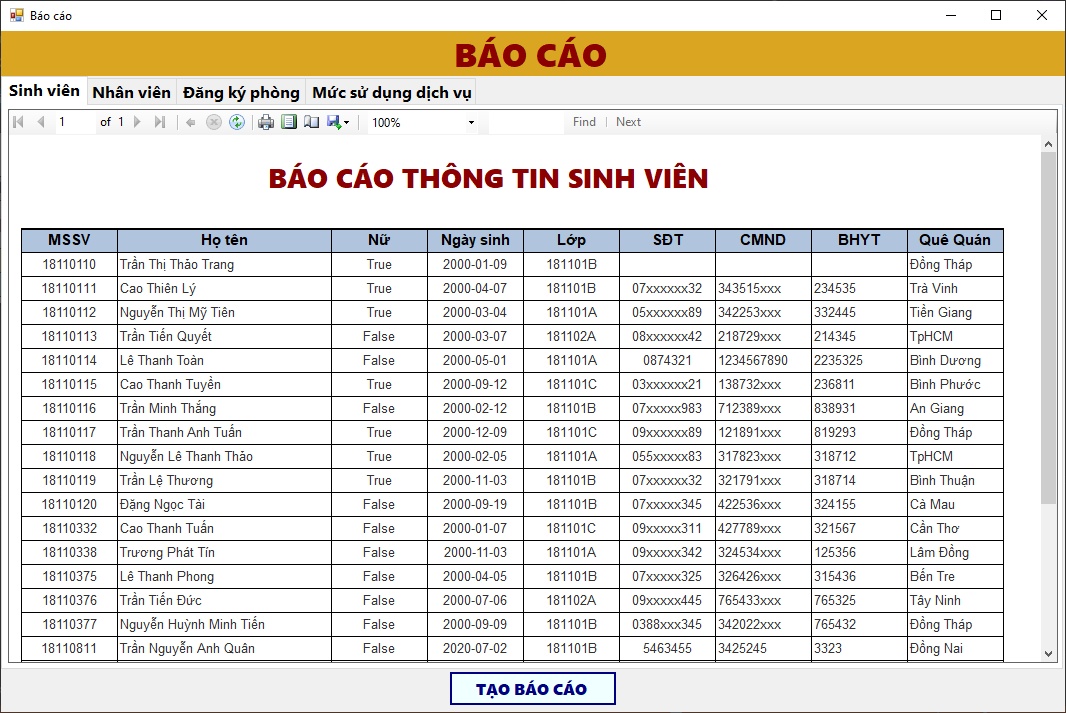 Báo cáo
BÁO CÁO
Sinh viên Nhân viên Đăng ký phòng Mức sử dụng dịch vụ
1 of 1 100% Find Next
BÁO CÁO THÔNG TIN SINH VIÊN
MSSV Họ tên Nữ Ngày sinh Lớp SĐT CMND BHYT Quê Quán
18110110 Trần Thị Thảo Trang True 2000-01-09 181101B Đồng Tháp
18110111 Cao Thiên Lý True 2000-04-07 181101B 07xxxxxx32 343515xxx 234535 Trà Vinh
18110112 Nguyễn Thị Mỹ Tiên True 2000-03-04 181101A 05xxxxxx89 342253xxx 332445 Tiền Giang
18110113 Trần Tiến Quyết False 2000-03-07 181102A 08xxxxxx42 218729xxx 214345 TpHCM
18110114 Lê Thanh Toàn False 2000-05-01 181101A 0874321 1234567890 2235325 Bình Dương
18110115 Cao Thanh Tuyền True 2000-09-12 181101C 03xxxxxx21 138732xxx 236811 Bình Phước
18110116 Trần Minh Thắng False 2000-02-12 181101B 07xxxxx983 712389xxx 838931 An Giang
18110117 Trần Thanh Anh Tuấn True 2000-12-09 181101C 09xxxxxx89 121891xxx 819293 Đồng Tháp
18110118 Nguyễn Lê Thanh Thảo True 2000-02-05 181101A 055xxxxx83 317823xxx 318712 TpHCM
18110119 Trần Lệ Thương True 2000-11-03 181101B 07xxxxxx32 321791xxx 318714 Bình Thuận
18110120 Đặng Ngọc Tài False 2000-09-19 181101B 07xxxxx345 422536xxx 324155 Cà Mau
18110332 Cao Thanh Tuấn False 2000-01-07 181101C 09xxxxx311 427789xxx 321567 Cần Thơ
18110338 Trương Phát Tín False 2000-11-03 181101A 09xxxxx342 324534xxx 125356 Lâm Đồng
18110375 Lê Thanh Phong False 2000-04-05 181101B 07xxxxx325 326426xxx 315436 Bến Tre
18110376 Trần Tiến Đức False 2000-07-06 181102A 09xxxxx445 765433xxx 765325 Tây Ninh
18110377 Nguyễn Huỳnh Minh Tiến False 2000-09-09 181101B 0388xxx345 342022xxx 765432 Đồng Tháp
18110811 Trần Nguyễn Anh Quân False 2020-07-02 181101B 5463455 3425245 3323 Đồng Nai
TẠO BÁO CÁO